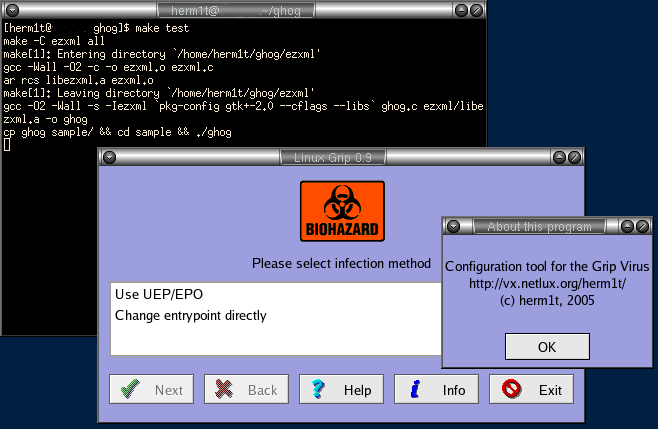 herm1t@ .~/ghog
[herm1t@ ghog]$ make test
make -C ezxml all
make[1]: Entering directory `/home/herm1t/ghog/ezxml'
gcc -Wall -O2 -c -o ezxml.o ezxml.c
ar rcs libezxml.a ezxml.o
make[1]: Leaving directory `/home/herm1t/ghog/ezxml'
gcc -O2 -Wall -s -Iezxml `pkg-config gtk+-2.0 --cflags --libs` ghog.c ezxml/libe
zxml.a -o ghog
cp ghog sample/ && cd sample && ./ghog
Linux Grip 0.9
BIOHAZARD
Please select infection method
Use UEP/EPO
Change entrypoint directly
Next Back Help Info Exit
About this program
Configuration tool for the Grip Virus
http://vx.netlux.org/herm1t/
(c) herm1t, 2005
OK